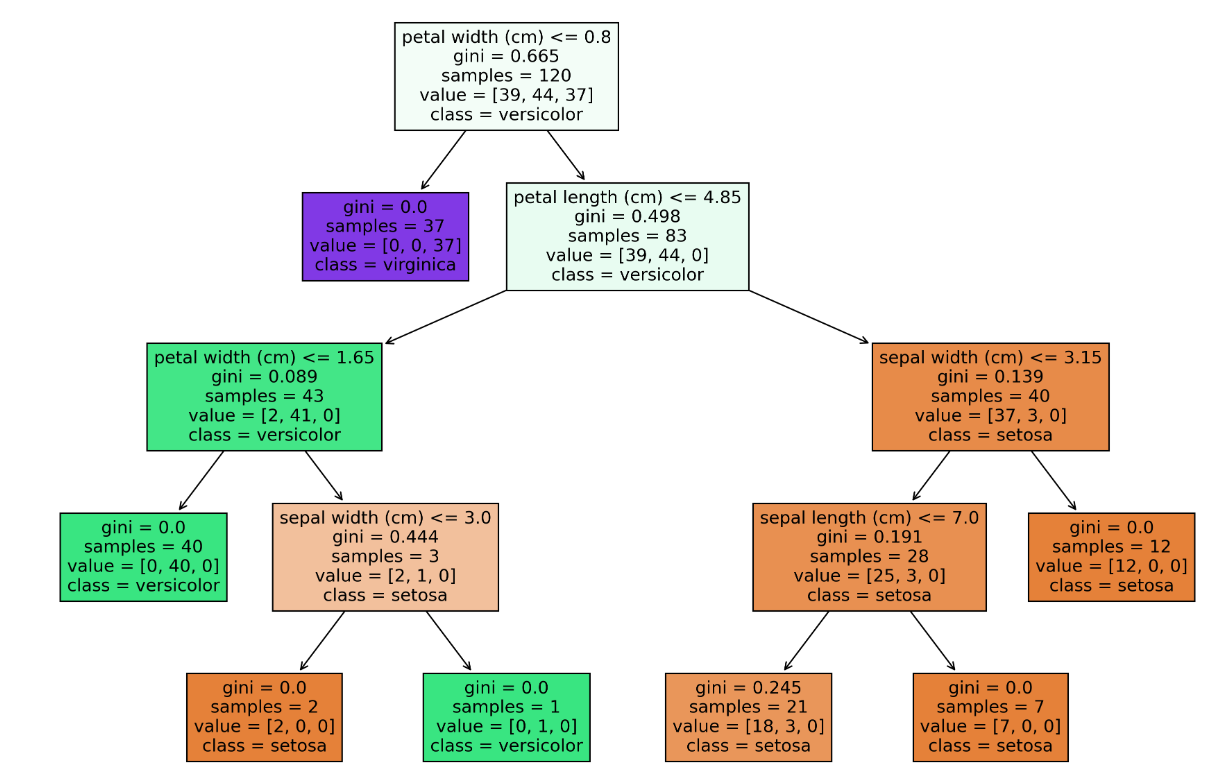 petal width (cm) <= 0.8
gini = 0.665
samples = 120
value = [39, 44, 37]
class = versicolor
gini = 0.0
samples = 37
value = [0, 0, 37]
class = virginica
petal length (cm) <= 4.85
gini = 0.498
samples = 83
value = [39, 44, 0]
class = versicolor
petal width (cm) <= 1.65
gini = 0.089
samples = 43
value = [2, 41, 0]
class = versicolor
sepal width (cm) <= 3.15
gini = 0.139
samples = 40
value = [37, 3, 0]
class = setosa
gini = 0.0
samples = 40
value = [0, 40, 0]
class = versicolor
sepal width (cm) <= 3.0
gini = 0.444
samples = 3
value = [2, 1, 0]
class = setosa
sepal length (cm) <= 7.0
gini = 0.191
samples = 28
value = [25, 3, 0]
class = setosa
gini = 0.0
samples = 12
value = [12, 0, 0]
class = setosa
gini = 0.0
samples = 2
value = [2, 0, 0]
class = setosa
gini = 0.0
samples = 1
value = [0, 1, 0]
class = versicolor
gini = 0.245
samples = 21
value = [18, 3, 0]
class = setosa
gini = 0.0
samples = 7
value = [7, 0, 0]
class = setosa